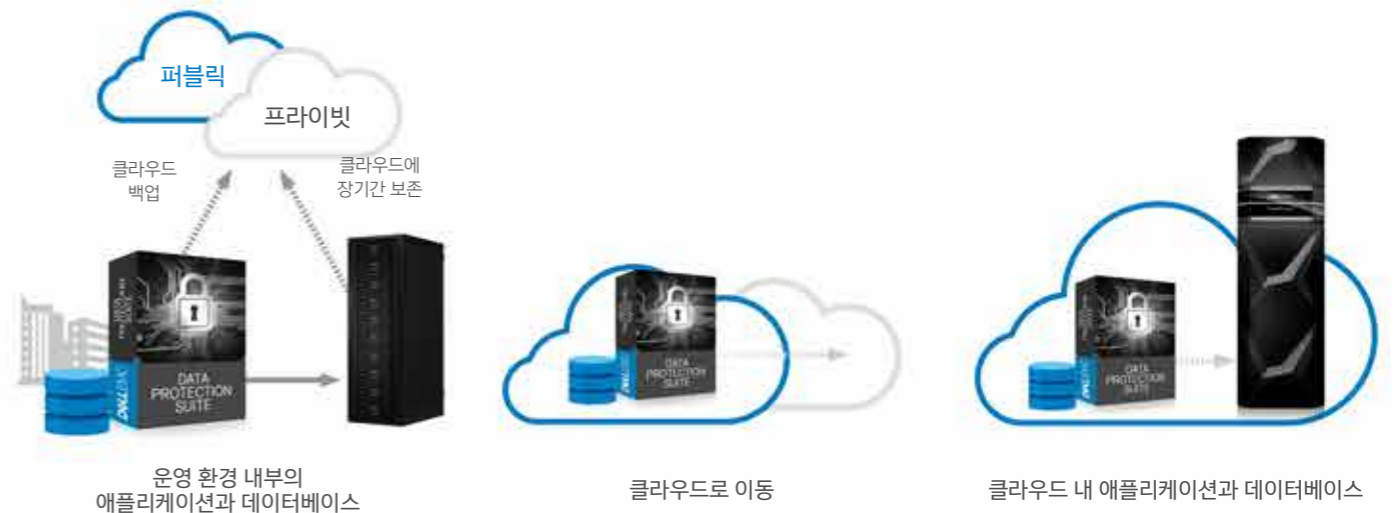 퍼블릭
프라이빗
클라우드
백업
클라우드에
장기간 보존
DATA
PROTECTION
SUITE
DELL EMC
운영 환경 내부의
애플리케이션과 데이터베이스
DATA
PROTECTION
SUITE
클라우드로 이동
DATA
PROTECTION
SUITE
클라우드 내 애플리케이션과 데이터베이스